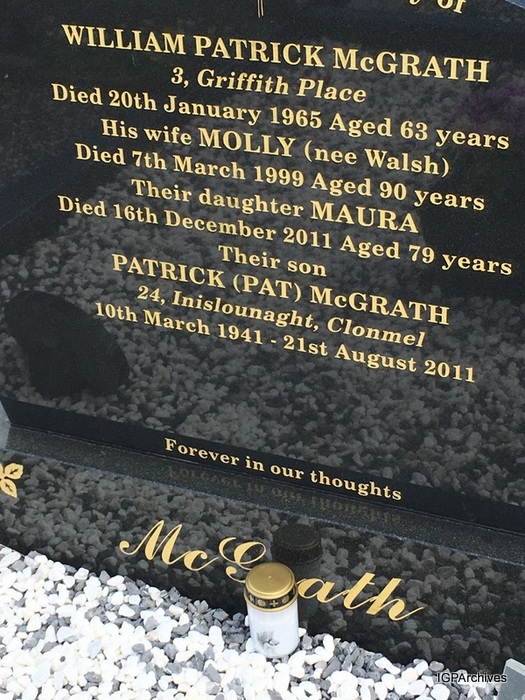 of
WILLIAM PATRICK McGRATH
3, Griffith Place
Died 20th January 1965 Aged 63 years
His wife MOLLY (nee Walsh)
Died 7th March 1999 Aged 90 years
Their daughter MAURA
Died 16th December 2011 Aged 79 years
Their son
PATRICK (PAT) McGRATH
24, Inislounaght, Clonmel
10th March 1941 - 21st August 2011
Forever in our thoughts
McGrath
IGPArchives